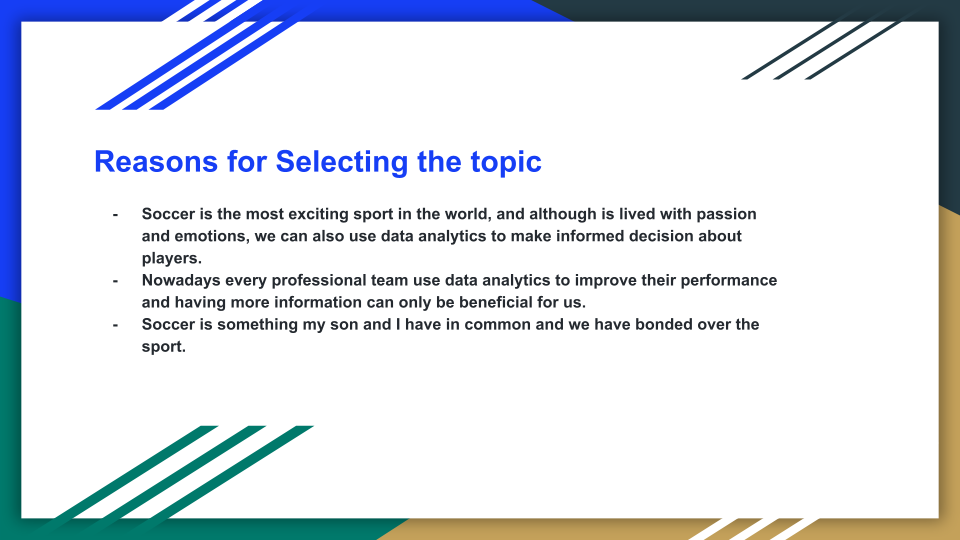 Reasons for Selecting the topic
- Soccer is the most exciting sport in the world, and although is lived with passion
and emotions, we can also use data analytics to make informed decision about
players.
- Nowadays every professional team use data analytics to improve their performance
and having more information can only be beneficial for us.
- Soccer is something my son and I have in common and we have bonded over the
sport.